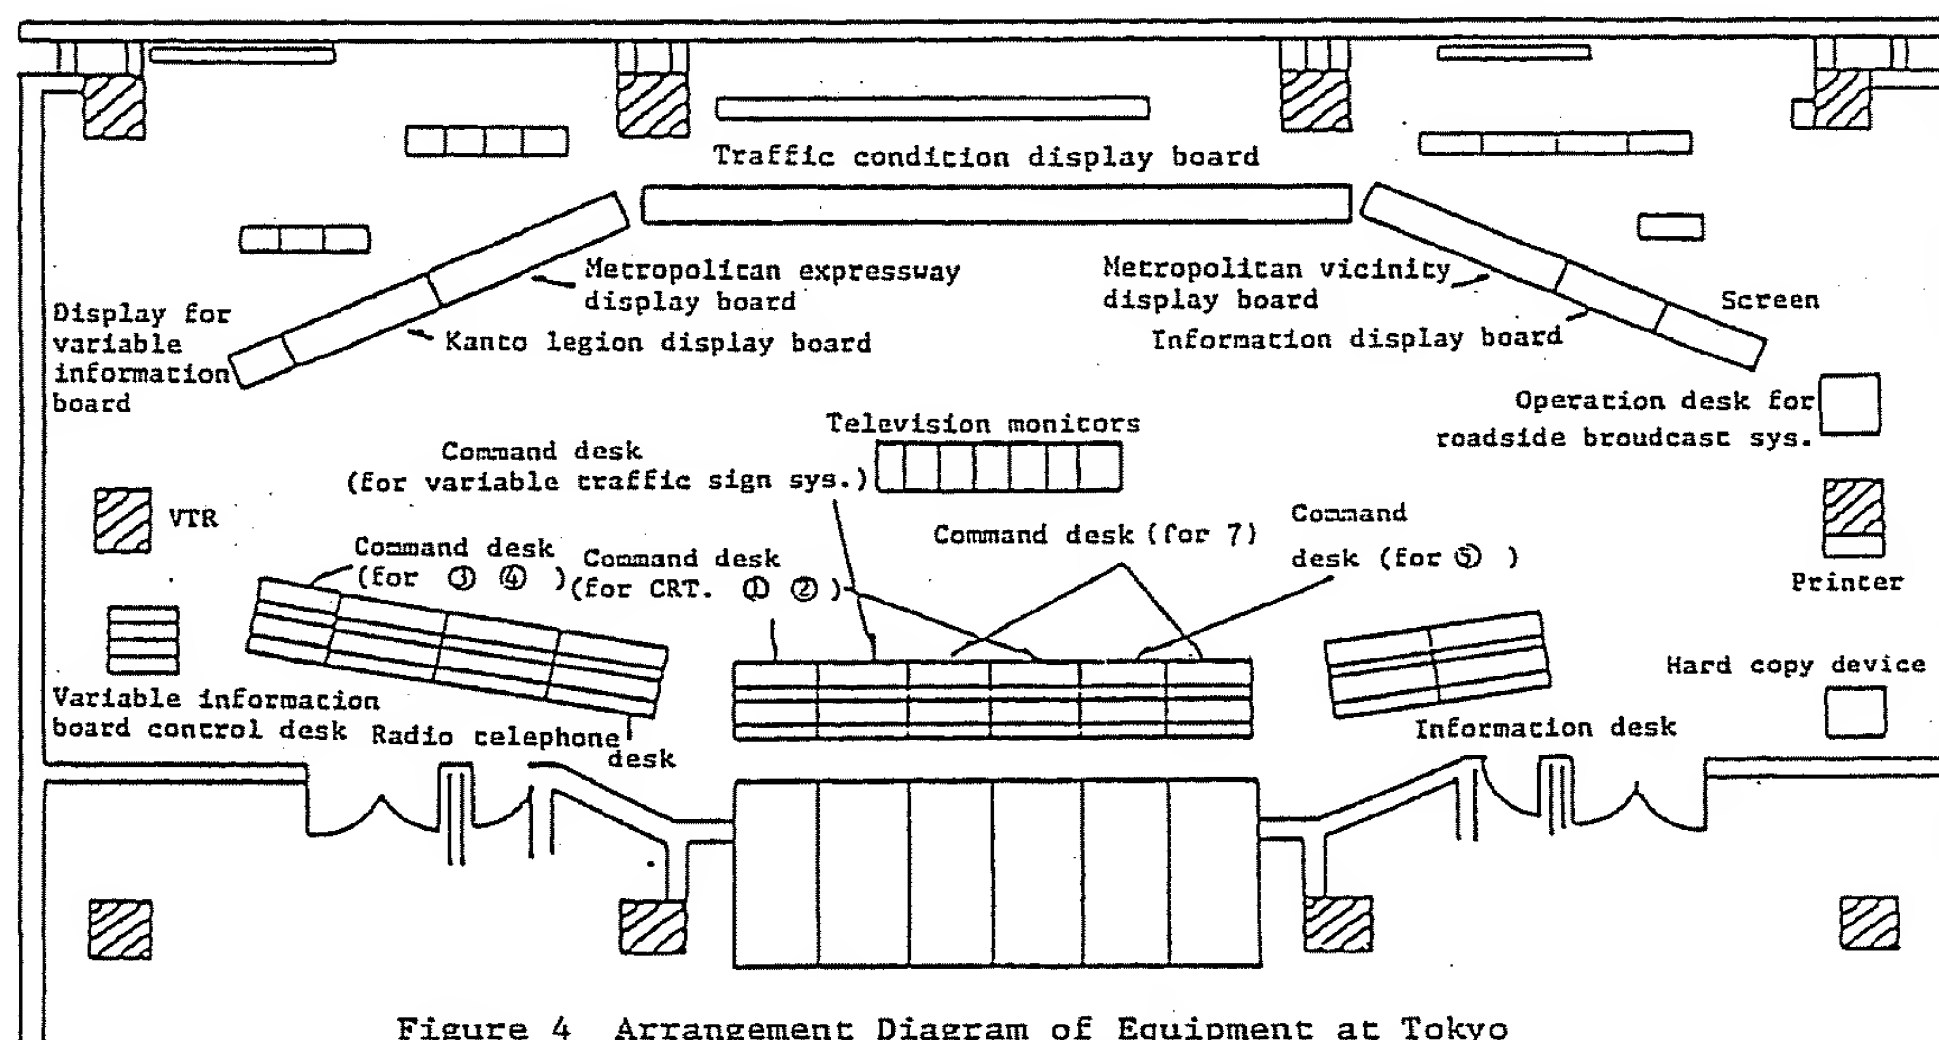 Traffic condition display board
Metropolitan expressway
display board
Kanto legion display board
Metropolitan vicinity
display board
Information display board
Screen
Display for
variable
information
board
Operation desk for
roadside broudcast sys.
Television monitors
Command desk
(for variable traffic sign sys.)
VTR
Command desk
(for ③ ④ )
Command desk
(for CRT. ① ② )
Command desk (for 7)
Command
desk (for ⑤ )
Printer
Hard copy device
Variable information
board control desk
Radio telephone
desk
Information desk
Figure 4 Arrangement Diagram of Equipment at Tokyo